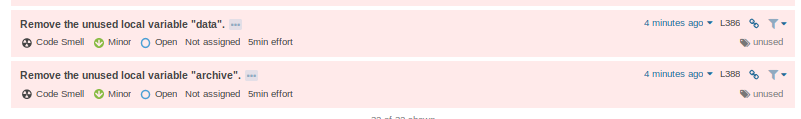 Remove the unused local variable "data".
4 minutes ago L386
Code Smell Minor Open Not assigned 5min effort
unused
Remove the unused local variable "archive".
4 minutes ago L388
Code Smell Minor Open Not assigned 5min effort
unused